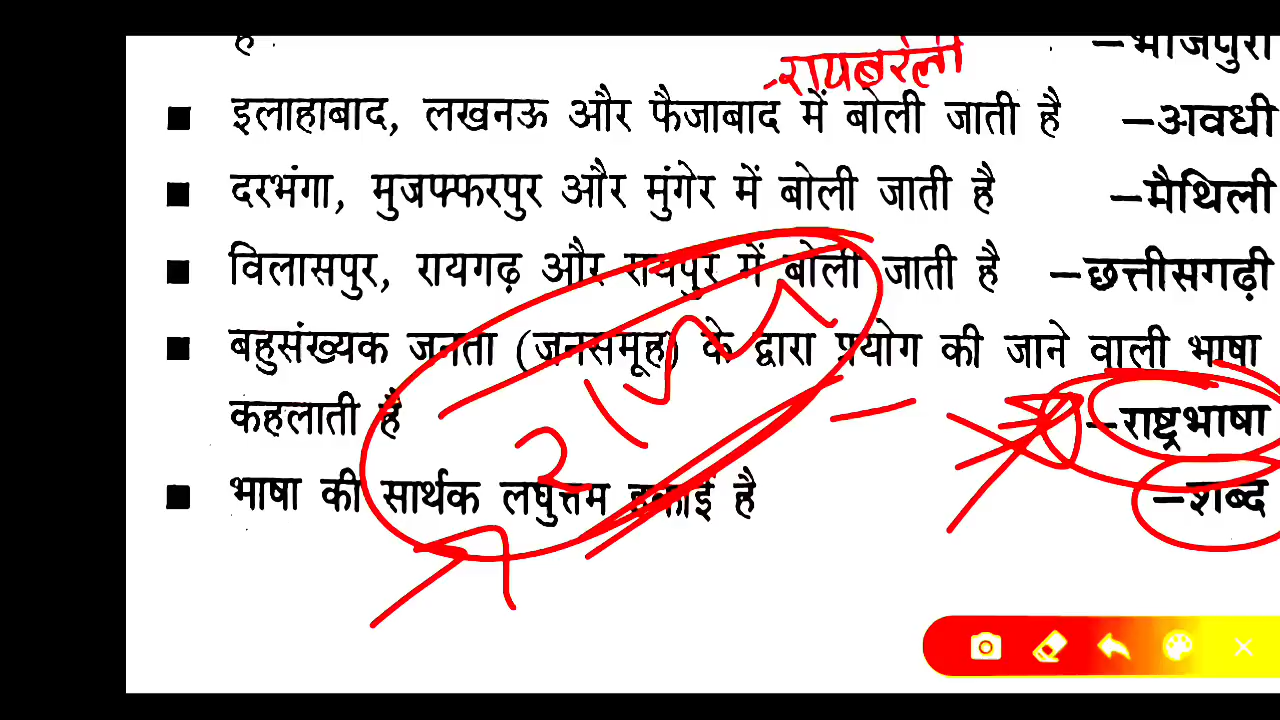 है
–भोजपुरी
-रायबरेली
■ इलाहाबाद, लखनऊ और फैजाबाद में बोली जाती है –अवधी
■ दरभंगा, मुजफ्फरपुर और मुंगेर में बोली जाती है –मैथिली
■ विलासपुर, रायगढ़ और रायपुर में बोली जाती है –छत्तीसगढ़ी
■ बहुसंख्यक जनता (जनसमूह) के द्वारा प्रयोग की जाने वाली भाषा
कहलाती है –राष्ट्रभाषा
■ भाषा की सार्थक लघुत्तम इकाई है –शब्द